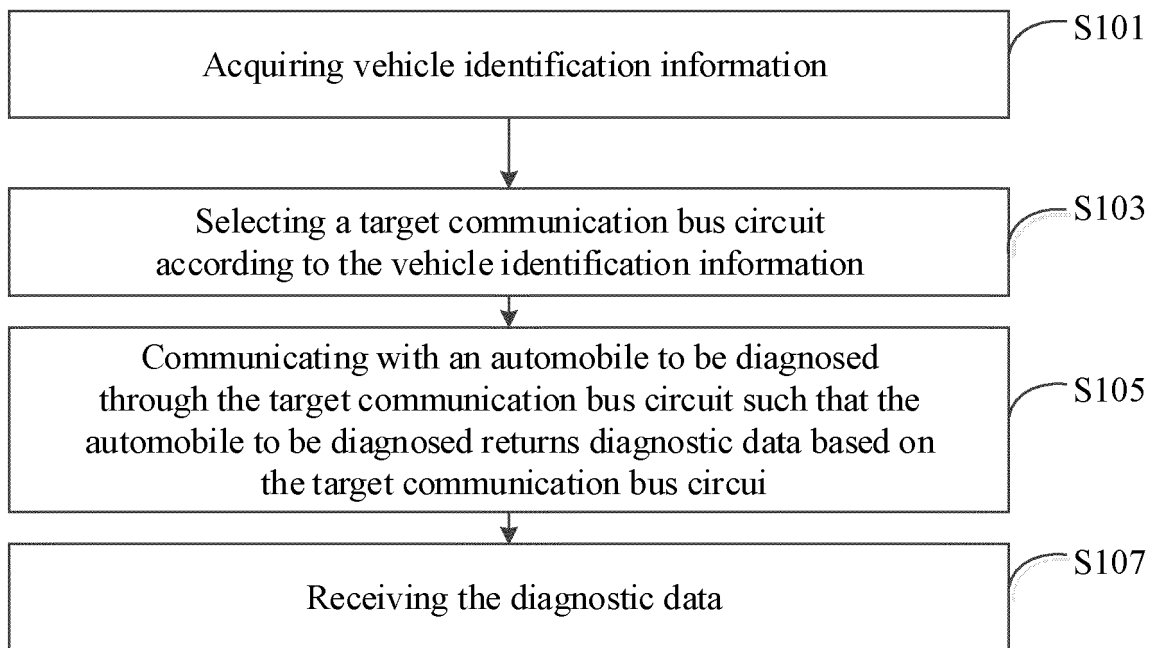 Acquiring vehicle identification information
S101
Selecting a target communication bus circuit
according to the vehicle identification information
S103
Communicating with an automobile to be diagnosed
through the target communication bus circuit such that the
automobile to be diagnosed returns diagnostic data based on
the target communication bus circui
S105
Receiving the diagnostic data
S107